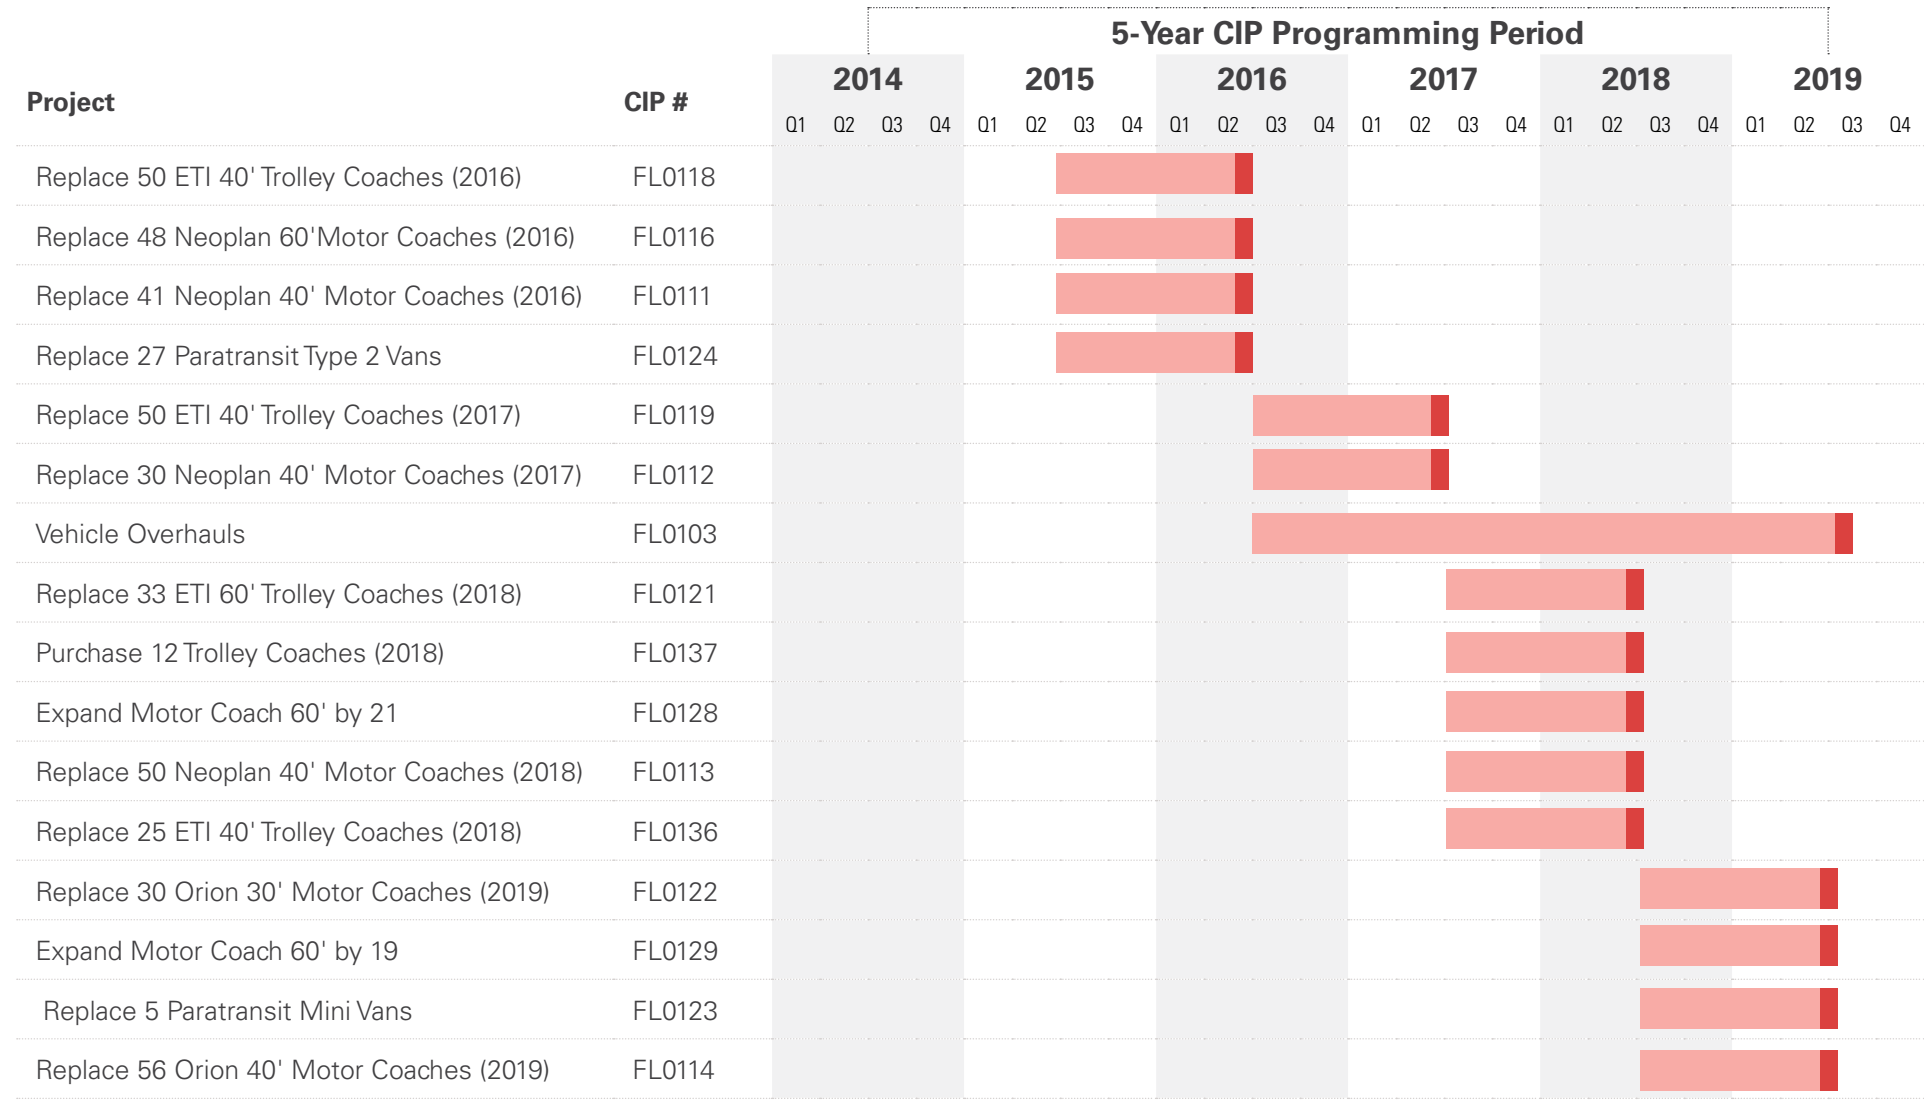 5-Year CIP Programming Period
2014 2015 2016 2017 2018 2019
Project CIP #
Q1 Q2 Q3 Q4 Q1 Q2 Q3 Q4 Q1 Q2 Q3 Q4 Q1 Q2 Q3 Q4 Q1 Q2 Q3 Q4 Q1 Q2 Q3 Q4
Replace 50 ETI 40' Trolley Coaches (2016) FL0118
Replace 48 Neoplan 60'Motor Coaches (2016) FL0116
Replace 41 Neoplan 40' Motor Coaches (2016) FL0111
Replace 27 Paratransit Type 2 Vans FL0124
Replace 50 ETI 40' Trolley Coaches (2017) FL0119
Replace 30 Neoplan 40' Motor Coaches (2017) FL0112
Vehicle Overhauls FL0103
Replace 33 ETI 60' Trolley Coaches (2018) FL0121
Purchase 12 Trolley Coaches (2018) FL0137
Expand Motor Coach 60' by 21 FL0128
Replace 50 Neoplan 40' Motor Coaches (2018) FL0113
Replace 25 ETI 40' Trolley Coaches (2018) FL0136
Replace 30 Orion 30' Motor Coaches (2019) FL0122
Expand Motor Coach 60' by 19 FL0129
Replace 5 Paratransit Mini Vans FL0123
Replace 56 Orion 40' Motor Coaches (2019) FL0114